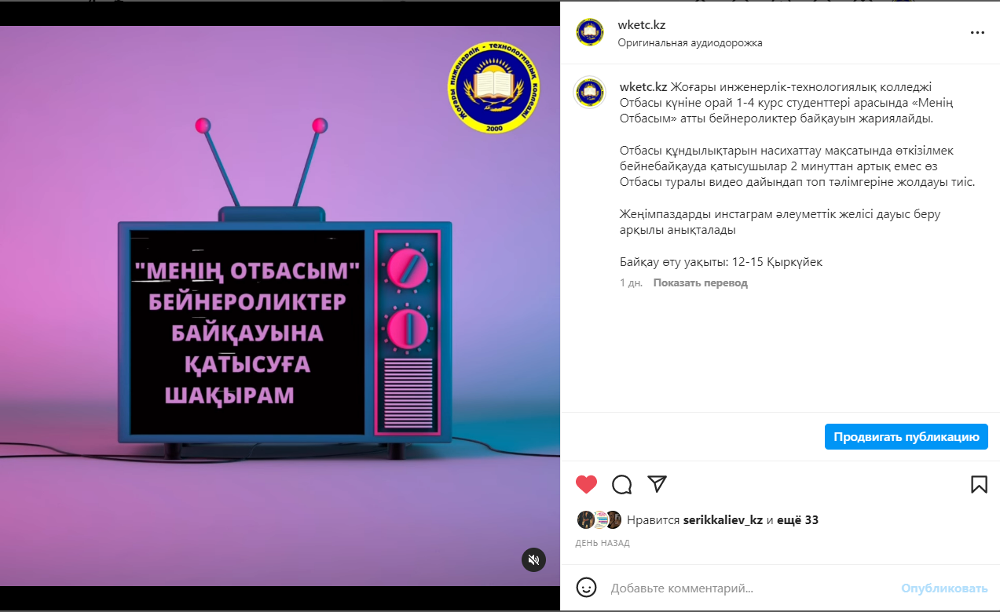 Жоғары инженерлік - технологиялық колледжі
2000
"МЕНІҢ ОТБАСЫМ"
БЕЙНЕРОЛИКТЕР
БАЙҚАУЫНА
ҚАТЫСУҒА
ШАҚЫРАМ
wketc.kz
Оригинальная аудиодорожка
wketc.kz Жоғары инженерлік-технологиялық колледжі
Отбасы күніне орай 1-4 курс студенттері арасында «Менің
Отбасым» атты бейнероликтер байқауын жариялайды.
Отбасы құндылықтарын насихаттау мақсатында өткізілмек
бейнебайқауда қатысушылар 2 минуттан артық емес өз
Отбасы туралы видео дайындап топ тәлімгеріне жолдауы тиіс.
Жеңімпаздарды инстаграм әлеуметтік желісі дауыс беру
арқылы анықталады
Байқау өту уақыты: 12-15 Қыркүйек
1 дн. Показать перевод
Продвигать публикацию
Нравится serikkaliev_kz и ещё 33
ДЕНЬ НАЗАД
Добавьте комментарий...
Опубликовать